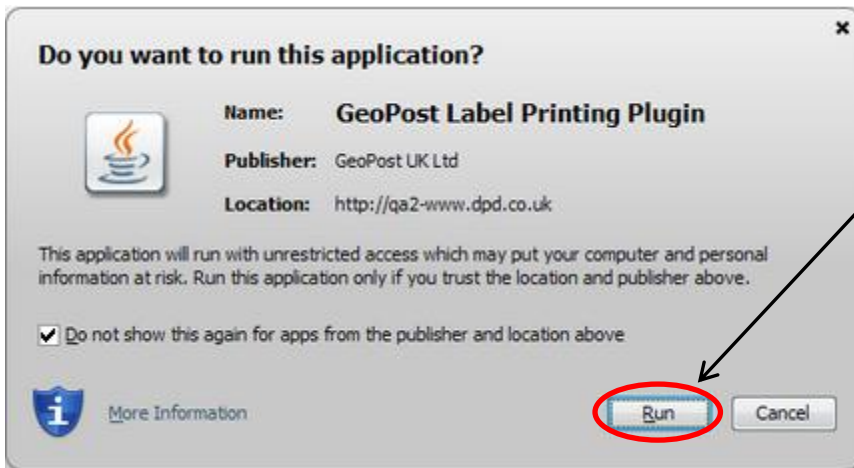 Do you want to run this application?
Name: GeoPost Label Printing Plugin
Publisher: GeoPost UK Ltd
Location: http://qa2-www.dpd.co.uk
This application will run with unrestricted access which may put your computer and personal
information at risk. Run this application only if you trust the location and publisher above.
Do not show this again for apps from the publisher and location above
More Information
Run Cancel